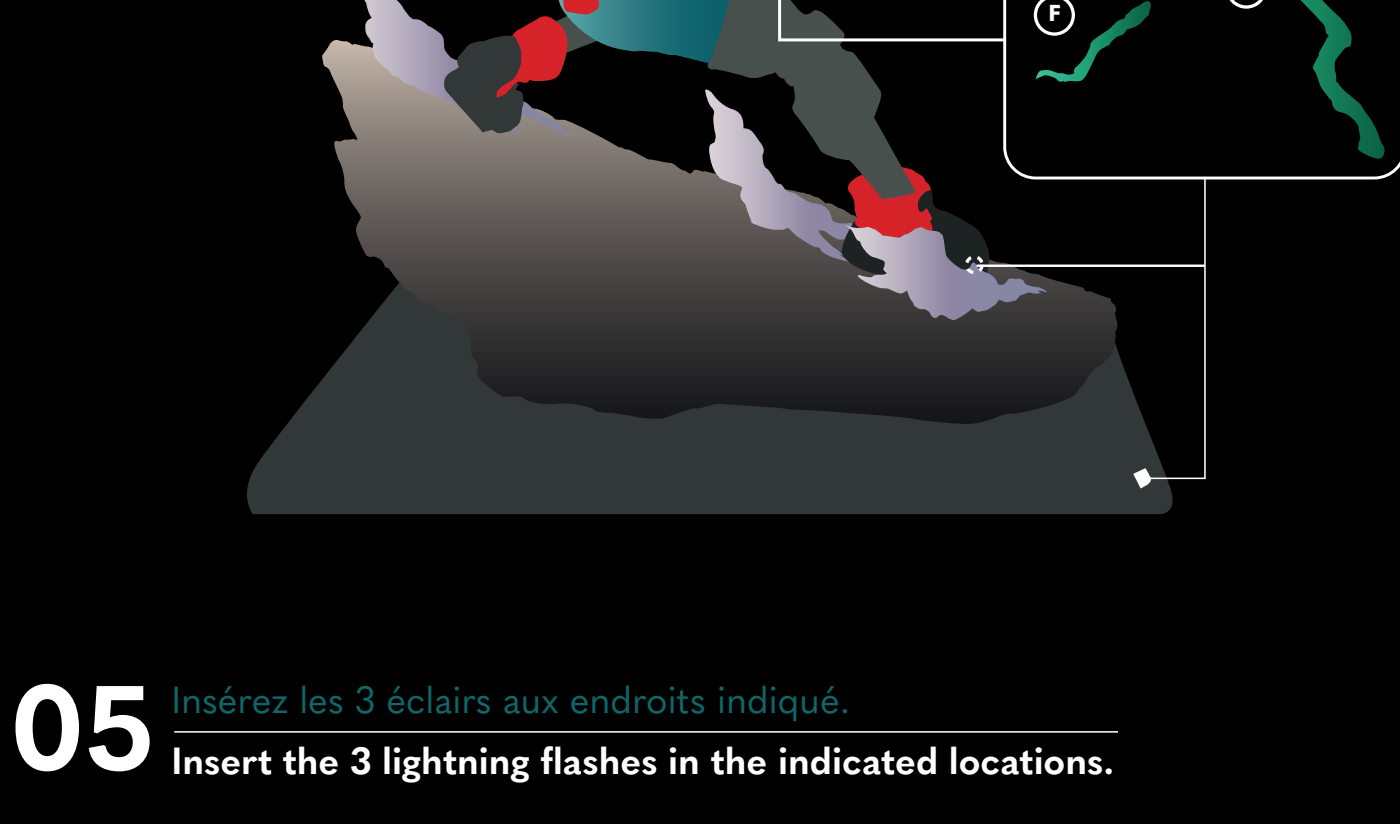 F
05
Insérez les 3 éclairs aux endroits indiqué.
Insert the 3 lightning flashes in the indicated locations.